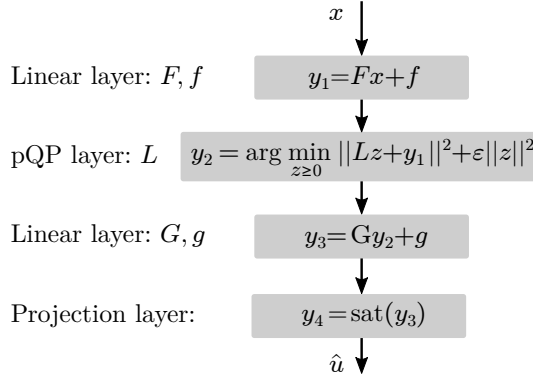 x
Linear layer: F, f y₁=Fx+f
pQP layer: L y₂ = arg min_{z≥0} ||Lz+y₁||²+ε||z||²
Linear layer: G, g y₃=Gy₂+g
Projection layer: y₄=sat(y₃)
û